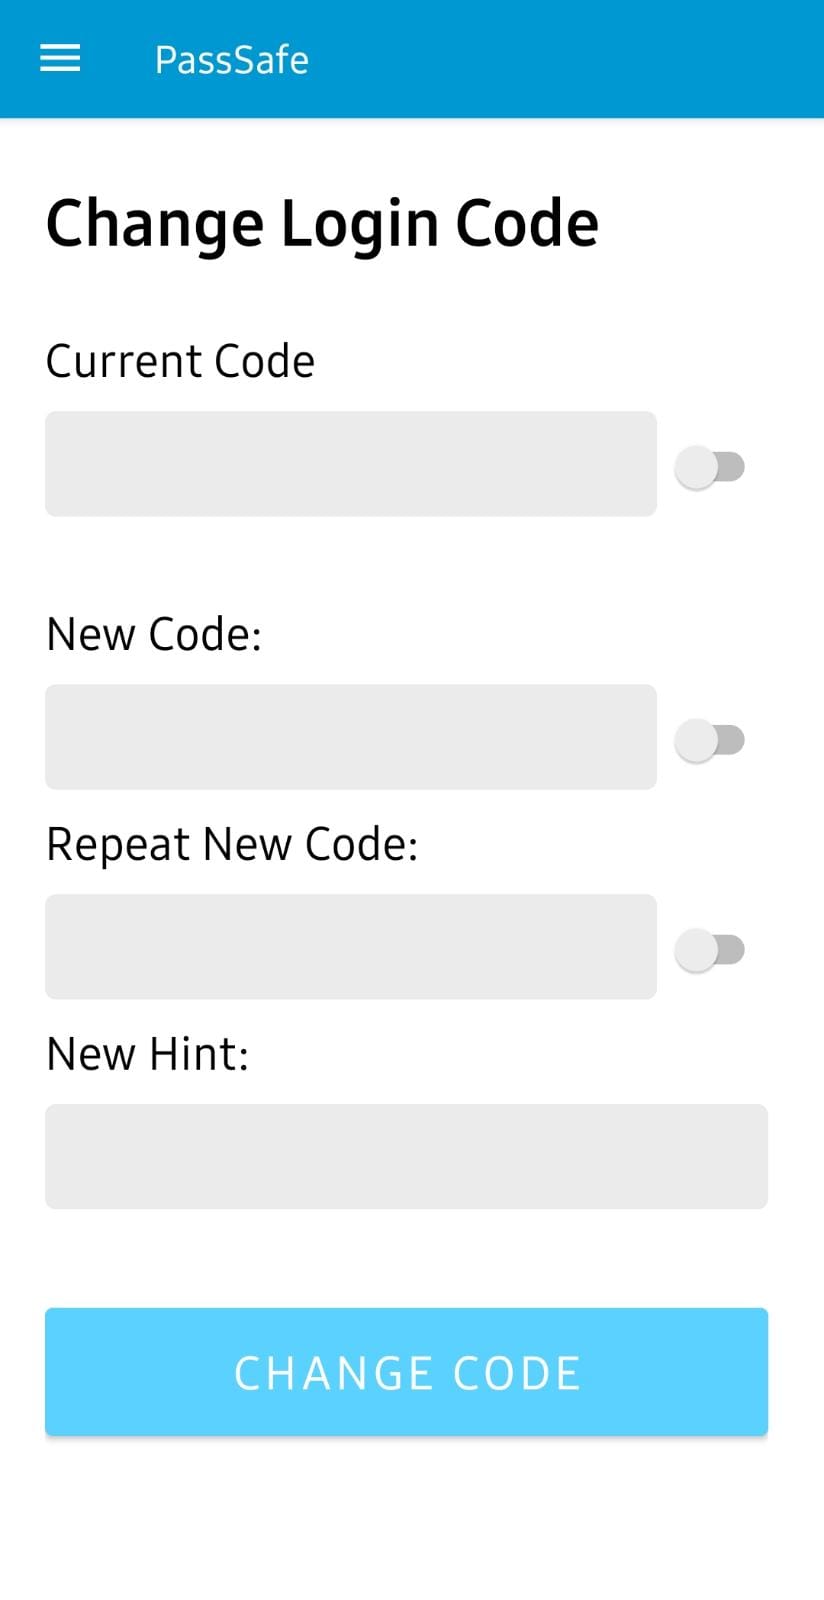 PassSafe
Change Login Code
Current Code
New Code:
Repeat New Code:
New Hint:
CHANGE CODE